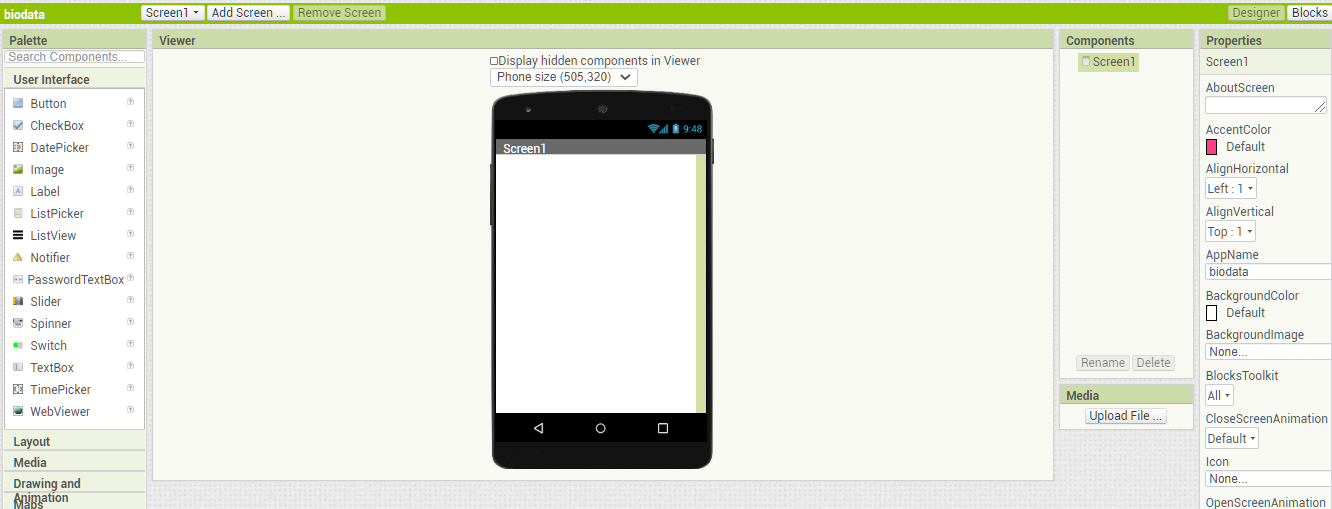 biodata
Screen1
Add Screen ...
Remove Screen
Designer
Blocks
Palette
Search Components...
User Interface
Button
CheckBox
DatePicker
Image
Label
ListPicker
ListView
Notifier
PasswordTextBox
Slider
Spinner
Switch
TextBox
TimePicker
WebViewer
Layout
Media
Drawing and
Animation
Maps
Viewer
Display hidden components in Viewer
Phone size (505,320)
9:48
Screen1
Components
Screen1
Rename
Delete
Media
Upload File ...
Properties
Screen1
AboutScreen
AccentColor
Default
AlignHorizontal
Left : 1
AlignVertical
Top : 1
AppName
biodata
BackgroundColor
Default
BackgroundImage
None...
BlocksToolkit
All
CloseScreenAnimation
Default
Icon
None...
OpenScreenAnimation